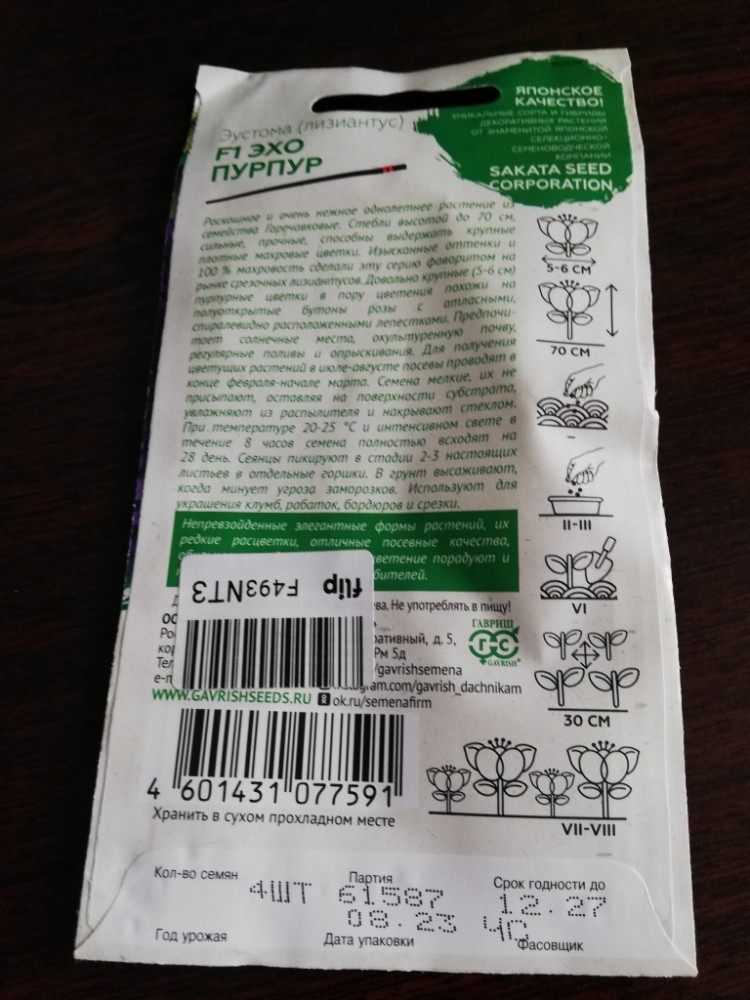 Эустома (лизиантус)
F1 ЭХО
ПУРПУР
ЯПОНСКОЕ
КАЧЕСТВО!
УНИКАЛЬНЫЕ СОРТА И ГИБРИДЫ
ДЕКОРАТИВНЫХ РАСТЕНИЙ
ОТ ЗНАМЕНИТОЙ ЯПОНСКОЙ
СЕЛЕКЦИОННО-
СЕМЕНОВОДЧЕСКОЙ
КОМПАНИИ
SAKATA SEED
CORPORATION
Роскошное и очень нежное однолетнее растение из
семейства Горечавковые. Стебли высотой до 70 см,
сильные, прочные, способны выдержать крупные
плотные махровые цветки. Изысканные оттенки и
100 % махровость сделали эту серию фаворитом на
рынке срезочных лизиантусов. Довольно крупные (5-6 см)
пурпурные цветки в пору цветения похожи на
полуоткрытые бутоны розы с атласными,
спиралевидно расположенными лепестками. Предпочи-
тает солнечные места, окультуренную почву,
регулярные поливы и опрыскивания. Для получения
цветущих растений в июле-августе посевы проводят в
конце февраля-начале марта. Семена мелкие, их не
присыпают, оставляя на поверхности субстрата,
увлажняют из распылителя и накрывают стеклом.
При температуре 20-25 °С и интенсивном свете в
течение 8 часов семена полностью всходят на
28 день. Сеянцы пикируют в стадии 2-3 настоящих
листьев в отдельные горшки. В грунт высаживают,
когда минует угроза заморозков. Используют для
украшения клумб, рабаток, бордюров и срезки.
Непревзойденные элегантные формы растений, их
редкие расцветки, отличные посевные качества,
цветение порадуют и
бителей.
flip F493NT3
ева. Не употреблять в пищу!
ративный, д. 5,
Рм 5д
/gavrishsemena
instagram.com/gavrish_dachnikam
WWW.GAVRISHSEEDS.RU ok.ru/semenafirm
ГАВРИШ
GAVRISH
4 601431 077591
Хранить в сухом прохладном месте
5-6 СМ
70 СМ
–
II-III
VI
30 СМ
VII-VIII
Кол-во семян 4ШТ
Партия 61587
Срок годности до 12.27
Год урожая
08.23 Дата упаковки
ЧС Фасовщик